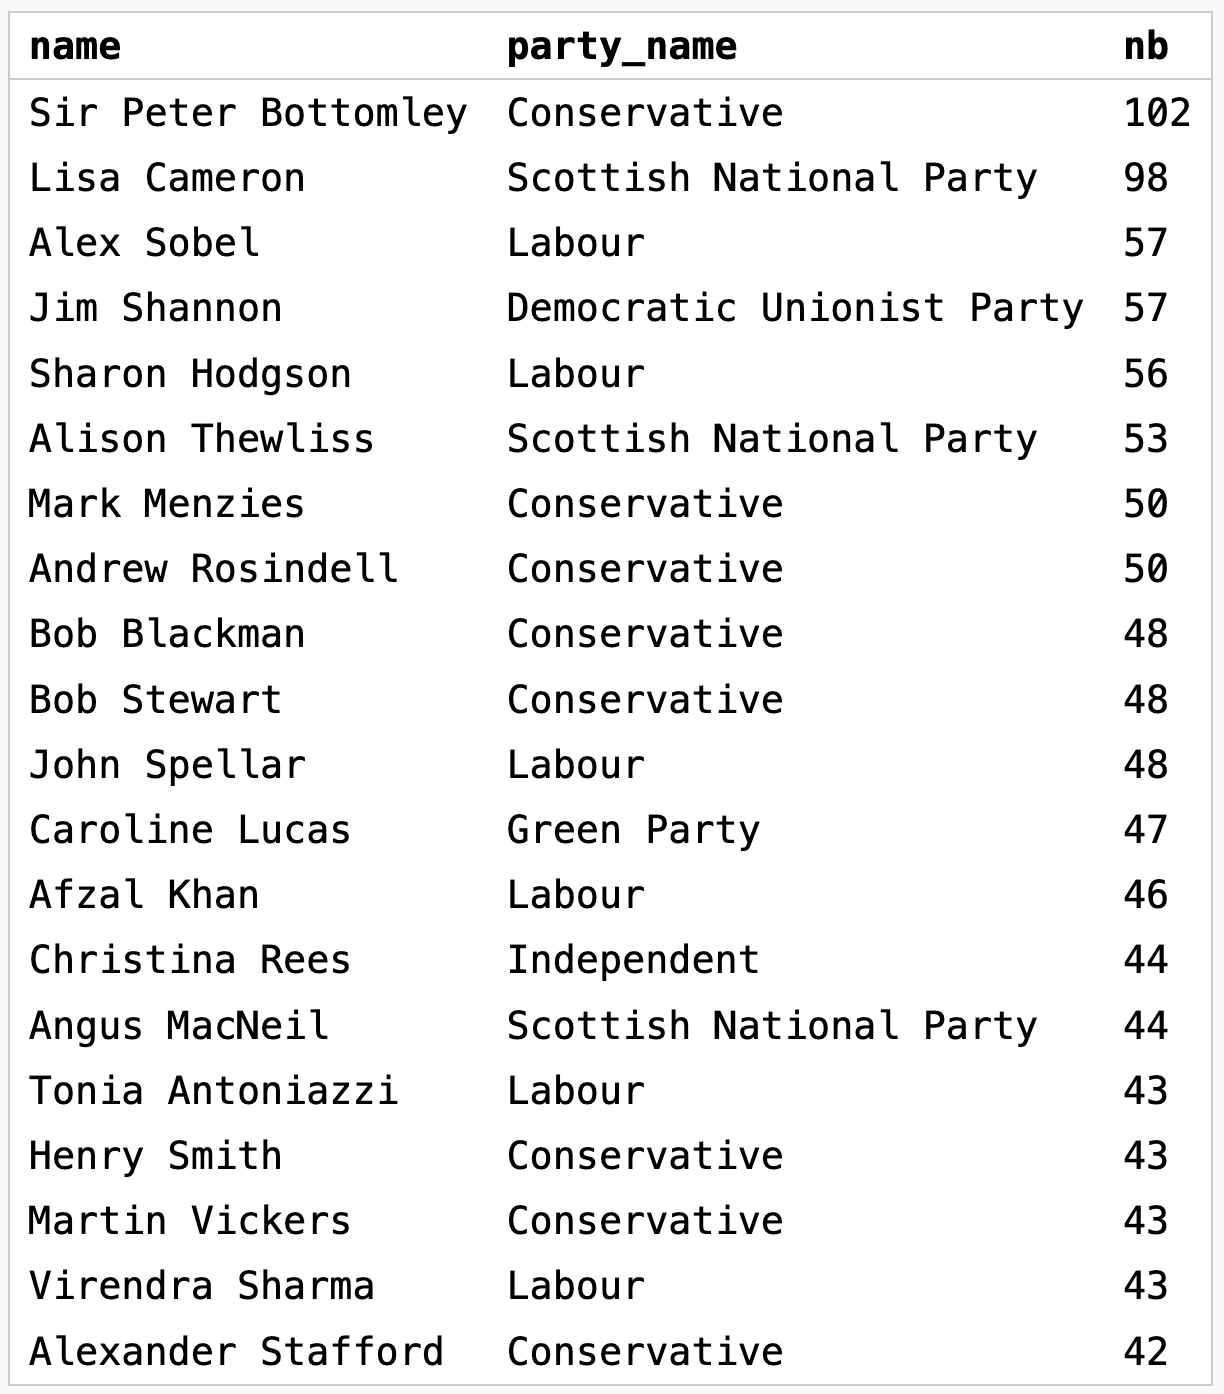 name party_name nb
Sir Peter Bottomley Conservative 102
Lisa Cameron Scottish National Party 98
Alex Sobel Labour 57
Jim Shannon Democratic Unionist Party 57
Sharon Hodgson Labour 56
Alison Thewliss Scottish National Party 53
Mark Menzies Conservative 50
Andrew Rosindell Conservative 50
Bob Blackman Conservative 48
Bob Stewart Conservative 48
John Spellar Labour 48
Caroline Lucas Green Party 47
Afzal Khan Labour 46
Christina Rees Independent 44
Angus MacNeil Scottish National Party 44
Tonia Antoniazzi Labour 43
Henry Smith Conservative 43
Martin Vickers Conservative 43
Virendra Sharma Labour 43
Alexander Stafford Conservative 42